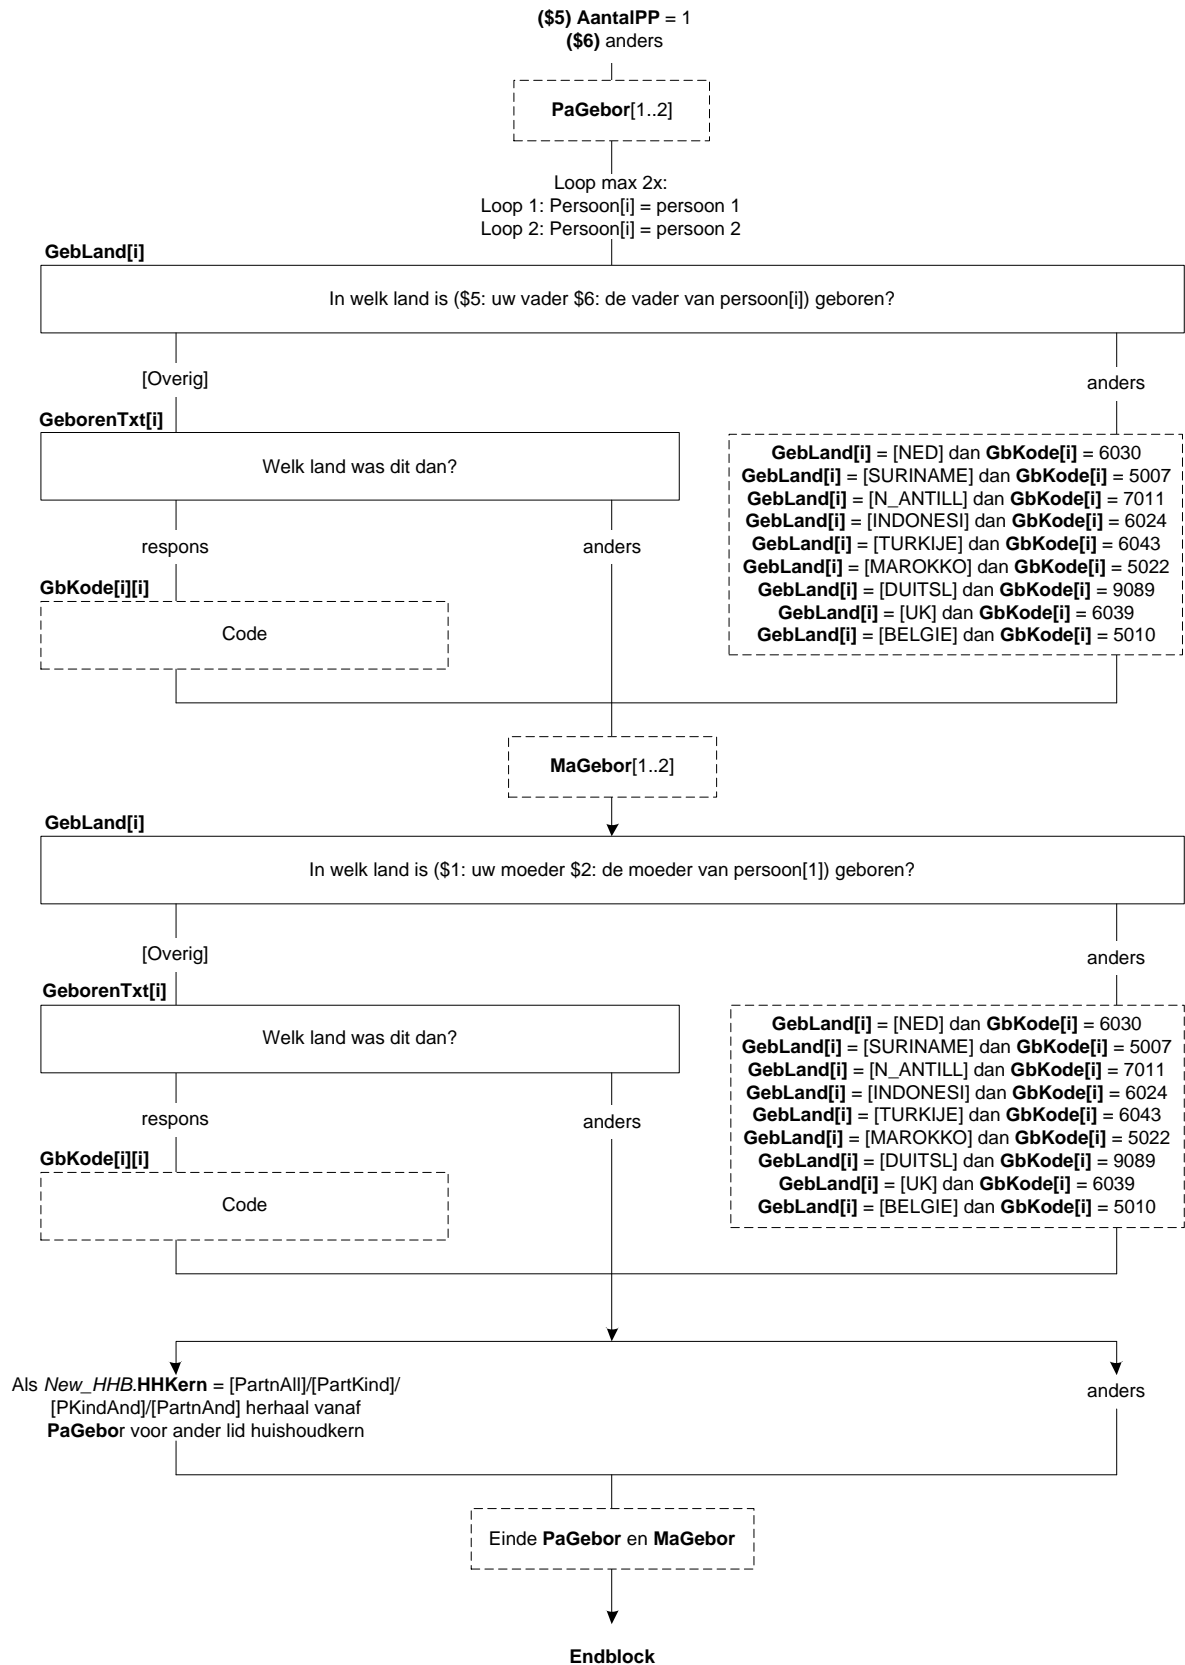 ($5) AantalPP = 1
($6) anders
PaGebor[1..2]
Loop max 2x:
Loop 1: Persoon[i] = persoon 1
Loop 2: Persoon[i] = persoon 2
GebLand[i]
In welk land is ($5: uw vader $6: de vader van persoon[i]) geboren?
[Overig]
anders
GeborenTxt[i]
Welk land was dit dan?
GebLand[i] = [NED] dan GbKode[i] = 6030
GebLand[i] = [SURINAME] dan GbKode[i] = 5007
GebLand[i] = [N_ANTILL] dan GbKode[i] = 7011
GebLand[i] = [INDONESI] dan GbKode[i] = 6024
GebLand[i] = [TURKIJE] dan GbKode[i] = 6043
GebLand[i] = [MAROKKO] dan GbKode[i] = 5022
GebLand[i] = [DUITSL] dan GbKode[i] = 9089
GebLand[i] = [UK] dan GbKode[i] = 6039
GebLand[i] = [BELGIE] dan GbKode[i] = 5010
respons
anders
GbKode[i][i]
Code
MaGebor[1..2]
GebLand[i]
In welk land is ($1: uw moeder $2: de moeder van persoon[1]) geboren?
[Overig]
anders
GeborenTxt[i]
Welk land was dit dan?
GebLand[i] = [NED] dan GbKode[i] = 6030
GebLand[i] = [SURINAME] dan GbKode[i] = 5007
GebLand[i] = [N_ANTILL] dan GbKode[i] = 7011
GebLand[i] = [INDONESI] dan GbKode[i] = 6024
GebLand[i] = [TURKIJE] dan GbKode[i] = 6043
GebLand[i] = [MAROKKO] dan GbKode[i] = 5022
GebLand[i] = [DUITSL] dan GbKode[i] = 9089
GebLand[i] = [UK] dan GbKode[i] = 6039
GebLand[i] = [BELGIE] dan GbKode[i] = 5010
respons
anders
GbKode[i][i]
Code
Als New_HHB.HHKern = [PartnAll]/[PartKind]/
[PKindAnd]/[PartnAnd] herhaal vanaf
PaGebor voor ander lid huishoudkern
anders
Einde PaGebor en MaGebor
Endblock